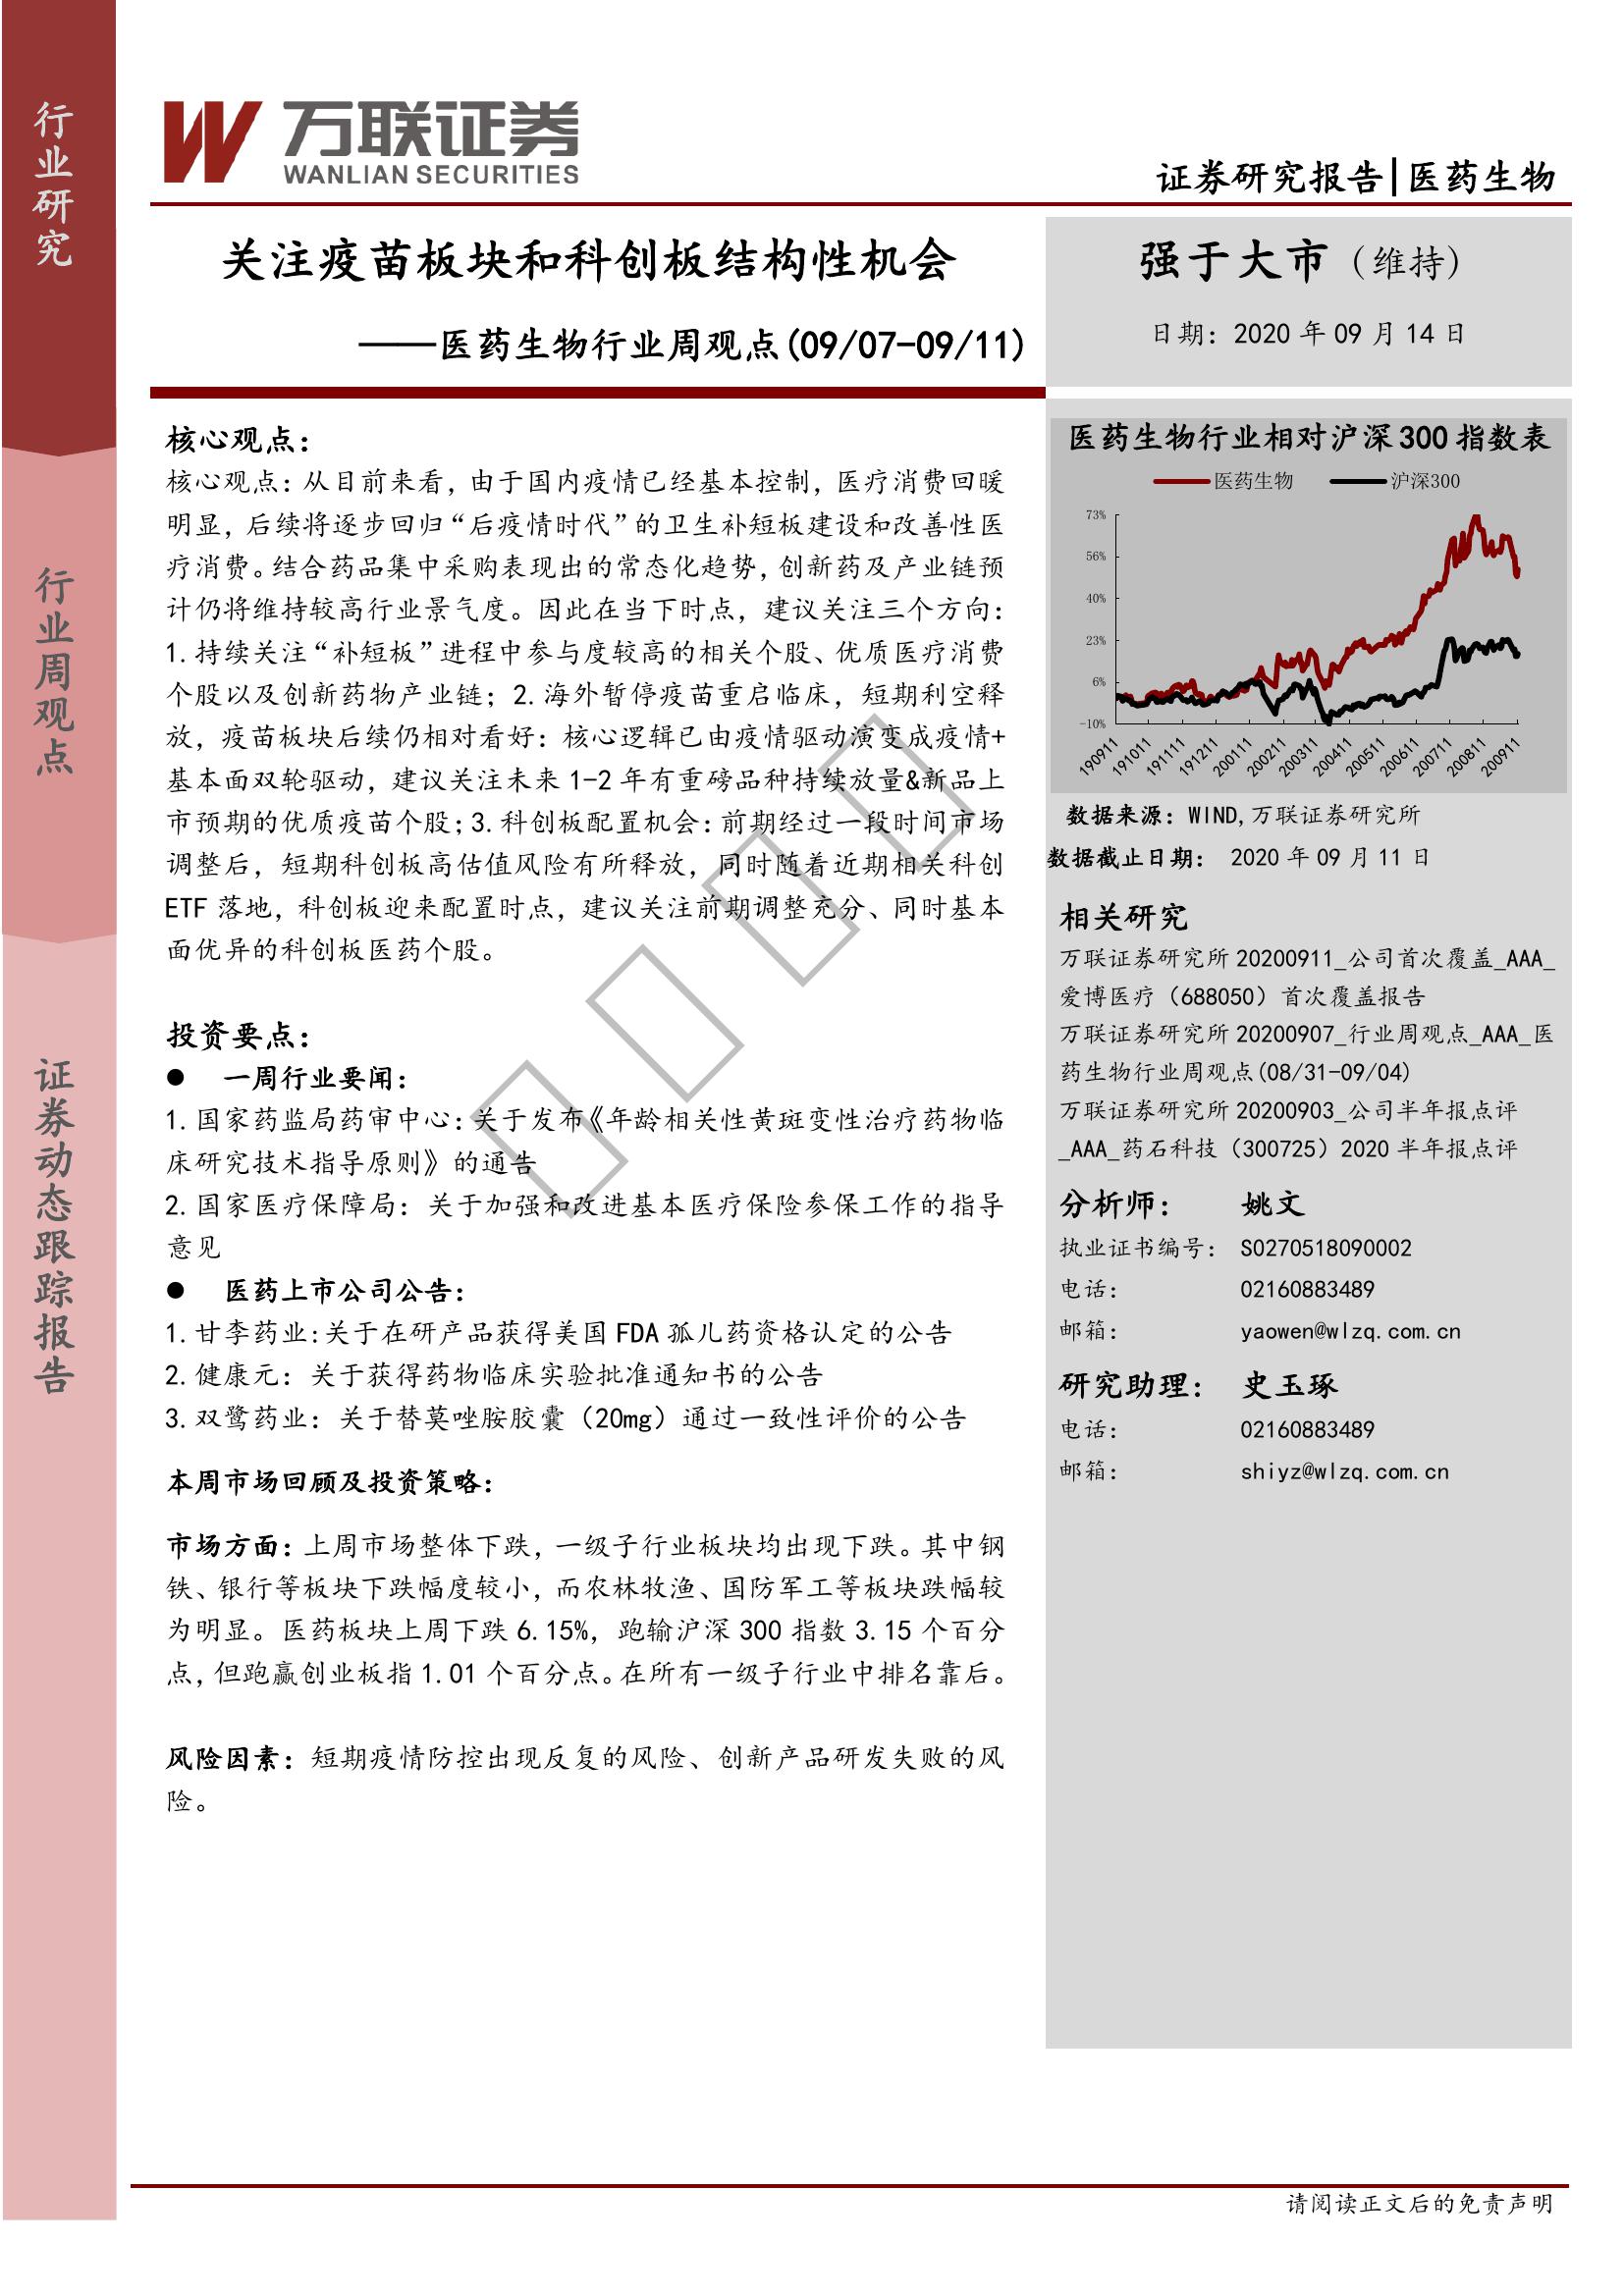 行业研究
行业周观点
证券动态跟踪报告
万联证券
WANLIAN SECURITIES
证券研究报告|医药生物
关注疫苗板块和科创板结构性机会
——医药生物行业周观点(09/07-09/11)
强于大市（维持）
日期：2020 年 09 月 14 日
核心观点：
核心观点：从目前来看，由于国内疫情已经基本控制，医疗消费回暖
明显，后续将逐步回归“后疫情时代”的卫生补短板建设和改善性医
疗消费。结合药品集中采购表现出的常态化趋势，创新药及产业链预
计仍将维持较高行业景气度。因此在当下时点，建议关注三个方向：
1.持续关注“补短板”进程中参与度较高的相关个股、优质医疗消费
个股以及创新药物产业链；2.海外暂停疫苗重启临床，短期利空释
放，疫苗板块后续仍相对看好：核心逻辑已由疫情驱动演变成疫情+
基本面双轮驱动，建议关注未来 1-2 年有重磅品种持续放量&新品上
市预期的优质疫苗个股；3.科创板配置机会：前期经过一段时间市场
调整后，短期科创板高估值风险有所释放，同时随着近期相关科创
ETF 落地，科创板迎来配置时点，建议关注前期调整充分、同时基本
面优异的科创板医药个股。
投资要点：
● 一周行业要闻：
1.国家药监局药审中心：关于发布《年龄相关性黄斑变性治疗药物临
床研究技术指导原则》的通告
2.国家医疗保障局：关于加强和改进基本医疗保险参保工作的指导
意见
● 医药上市公司公告：
1.甘李药业:关于在研产品获得美国 FDA 孤儿药资格认定的公告
2.健康元：关于获得药物临床实验批准通知书的公告
3.双鹭药业：关于替莫唑胺胶囊（20mg）通过一致性评价的公告
本周市场回顾及投资策略：
市场方面：上周市场整体下跌，一级子行业板块均出现下跌。其中钢
铁、银行等板块下跌幅度较小，而农林牧渔、国防军工等板块跌幅较
为明显。医药板块上周下跌 6.15%，跑输沪深 300 指数 3.15 个百分
点，但跑赢创业板指 1.01 个百分点。在所有一级子行业中排名靠后。
风险因素：短期疫情防控出现反复的风险、创新产品研发失败的风
险。
医药生物行业相对沪深 300 指数表
医药生物 沪深300
73%
56%
40%
23%
6%
-10%
190911 191011 191111 191211 200111 200211 200311 200411 200511 200611 200711 200811 200911
数据来源：WIND,万联证券研究所
数据截止日期： 2020 年 09 月 11 日
相关研究
万联证券研究所 20200911_公司首次覆盖_AAA_
爱博医疗（688050）首次覆盖报告
万联证券研究所 20200907_行业周观点_AAA_医
药生物行业周观点(08/31-09/04)
万联证券研究所 20200903_公司半年报点评
_AAA_药石科技（300725）2020 半年报点评
分析师： 姚文
执业证书编号： S0270518090002
电话： 02160883489
邮箱： yaowen@wlzq.com.cn
研究助理： 史玉琢
电话： 02160883489
邮箱： shiyz@wlzq.com.cn
请阅读正文后的免责声明